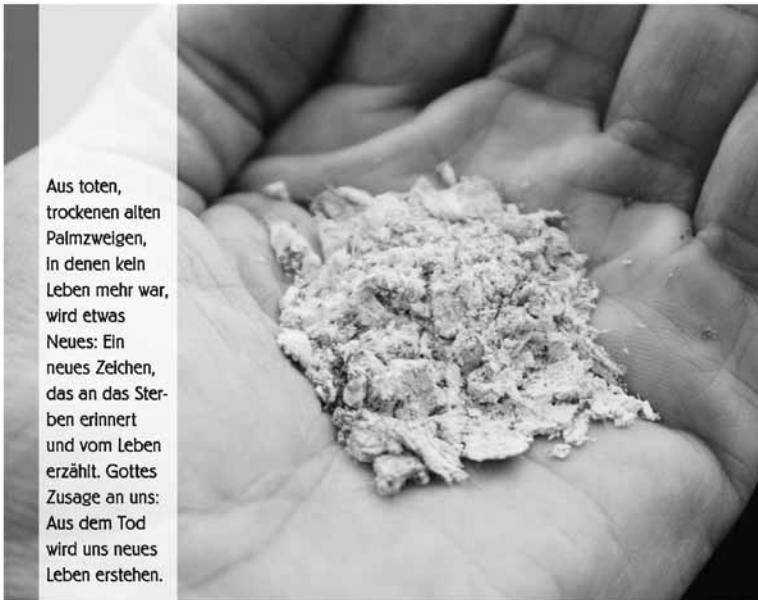 Aus toten,
trockenen alten
Palmzweigen,
in denen kein
Leben mehr war,
wird etwas
Neues: Ein
neues Zeichen,
das an das Ster-
ben erinnert
und vom Leben
erzählt. Gottes
Zusage an uns:
Aus dem Tod
wird uns neues
Leben erstehen.